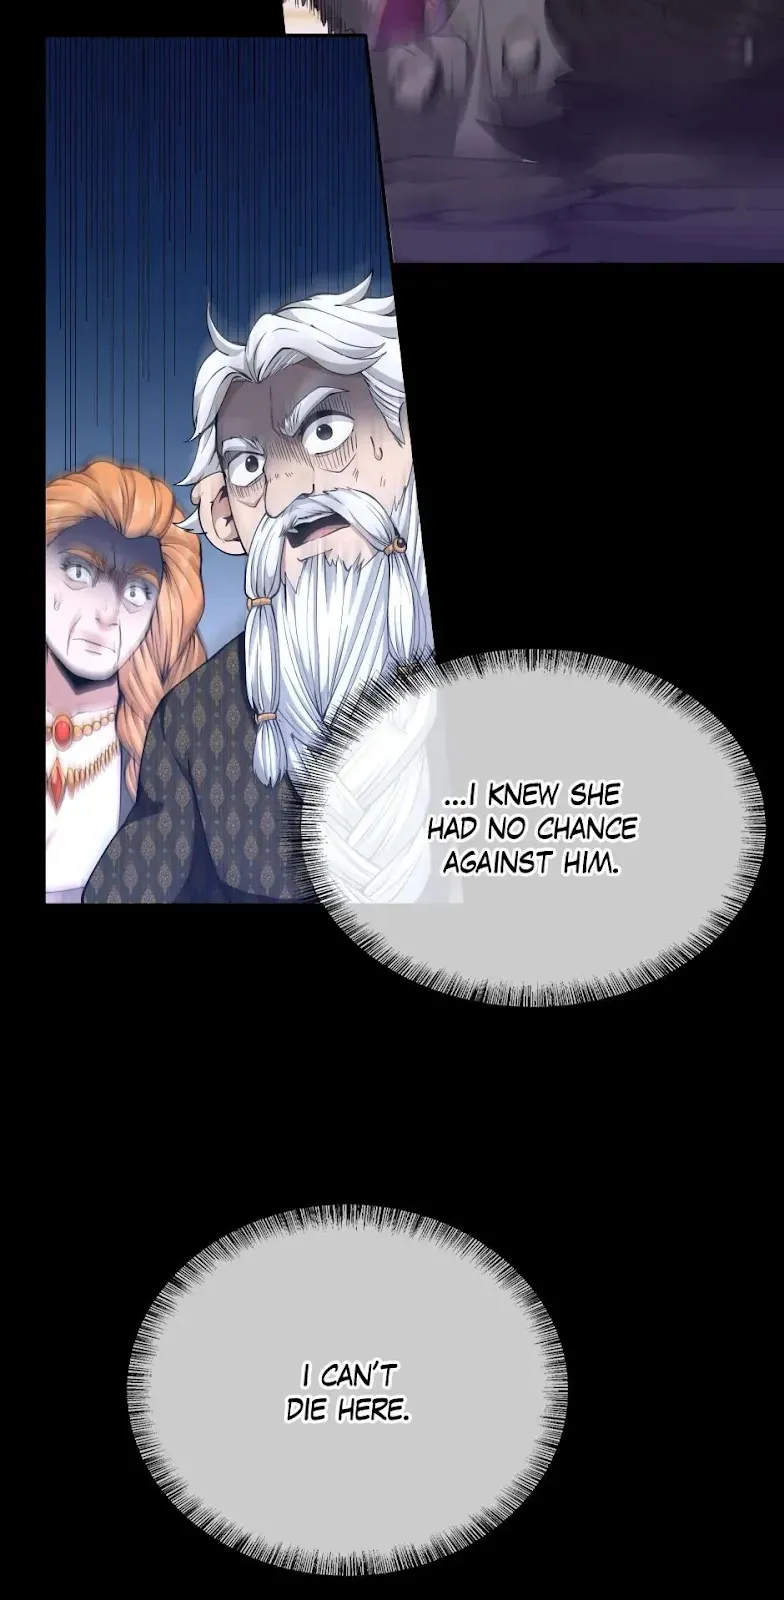 ...I KNEW SHE
HAD NO CHANCE
AGAINST HIM.
I CAN'T
DIE HERE.